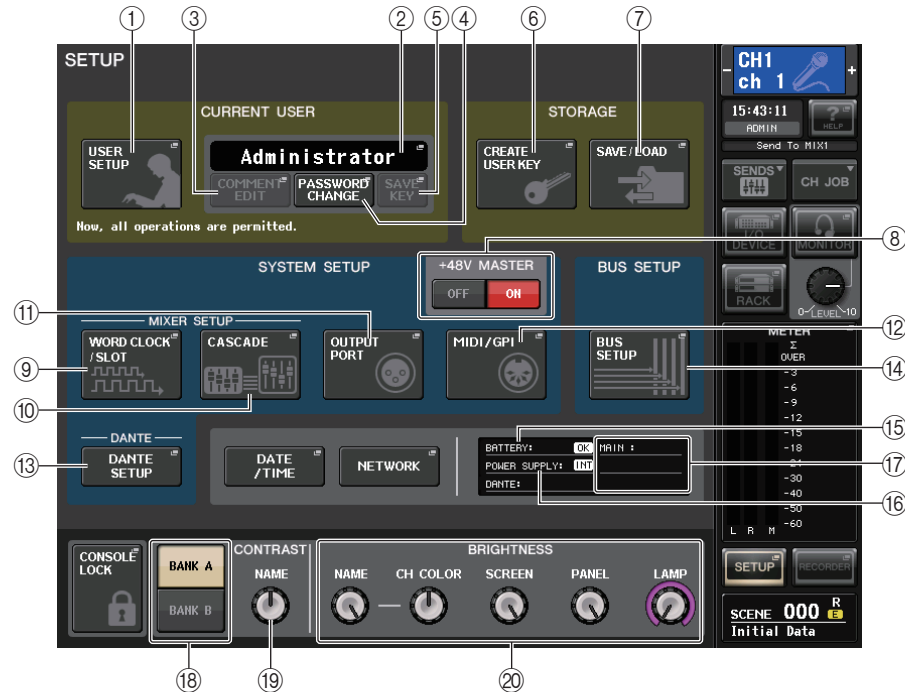 ① ③ ② ⑤ ④ ⑥ ⑦
SETUP
CURRENT USER
STORAGE
USER SETUP
Administrator
COMMENT EDIT
PASSWORD CHANGE
SAVE KEY
CREATE USER KEY
SAVE/LOAD
Now, all operations are permitted.
CH1
ch 1
- +
15:43:11
ADMIN
?
HELP
Send To MIX1
SENDS
CH JOB
I/O DEVICE
MONITOR
RACK
0 LEVEL 10
⑧
SYSTEM SETUP
+48V MASTER
OFF
ON
BUS SETUP
⑪
MIXER SETUP
WORD CLOCK /SLOT
CASCADE
OUTPUT PORT
MIDI/GPI
BUS SETUP
⑫
⑨
⑭
⑩
METER
Σ
OVER
-3
-6
-9
-12
-15
-18
-24
-30
-40
-50
-60
L R M
⑬
DANTE
DANTE SETUP
DATE /TIME
NETWORK
BATTERY: OK
POWER SUPPLY: INT
DANTE:
MAIN :
⑮
⑰
⑯
CONSOLE LOCK
BANK A
BANK B
CONTRAST
NAME
BRIGHTNESS
NAME
CH COLOR
SCREEN
PANEL
LAMP
SETUP
RECORDER
SCENE 000 R
E
Initial Data
⑱ ⑲ ⑳